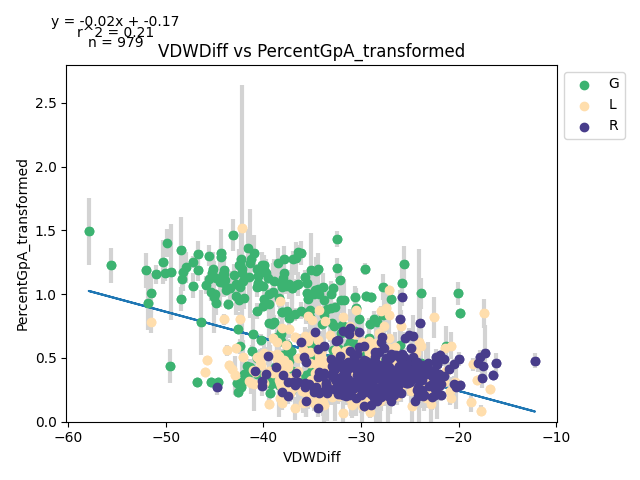 y = -0.02x + -0.17
r^2 = 0.21
n = 979
VDWDiff vs PercentGpA_transformed
G
L
R
PercentGpA_transformed
2.5
2.0
1.5
1.0
0.5
0.0
−60 −50 −40 −30 −20 −10
VDWDiff